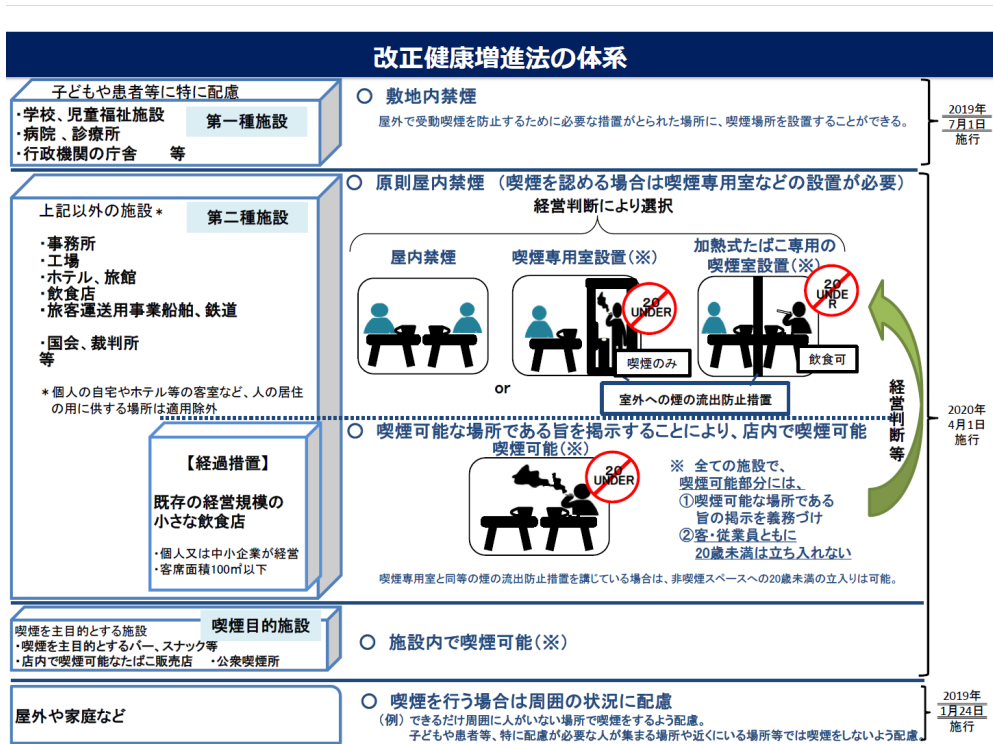 改正健康増進法の体系
子どもや患者等に特に配慮
・学校、児童福祉施設
・病院、診療所
・行政機関の庁舎　等
第一種施設
○ 敷地内禁煙
屋外で受動喫煙を防止するために必要な措置がとられた場所に、喫煙場所を設置することができる。
2019年
7月1日
施行
上記以外の施設*
第二種施設
・事務所
・工場
・ホテル、旅館
・飲食店
・旅客運送用事業船舶、鉄道
・国会、裁判所
等
*個人の自宅やホテル等の客室など、人の居住
の用に供する場所は適用除外
○ 原則屋内禁煙（喫煙を認める場合は喫煙専用室などの設置が必要）
経営判断により選択
屋内禁煙
喫煙専用室設置(※)
加熱式たばこ専用の
喫煙室設置(※)
20
UNDER
20
UNDE
R
喫煙のみ
飲食可
or
室外への煙の流出防止措置
経営判断等
2020年
4月1日
施行
【経過措置】
既存の経営規模の
小さな飲食店
・個人又は中小企業が経営
・客席面積100㎡以下
○ 喫煙可能な場所である旨を掲示することにより、店内で喫煙可能
喫煙可能(※)
20
UNDER
※ 全ての施設で、
喫煙可能部分には、
①喫煙可能な場所である
旨の掲示を義務づけ
②客・従業員ともに
20歳未満は立ち入れない
喫煙専用室と同等の煙の流出防止措置を講じている場合は、非喫煙スペースへの20歳未満の立入りは可能。
喫煙目的施設
喫煙を主目的とする施設
・喫煙を主目的とするバー、スナック等
・店内で喫煙可能なたばこ販売店　・公衆喫煙所
○ 施設内で喫煙可能(※)
屋外や家庭など
○ 喫煙を行う場合は周囲の状況に配慮
（例）できるだけ周囲に人がいない場所で喫煙をするよう配慮。
子どもや患者等、特に配慮が必要な人が集まる場所や近くにいる場所等では喫煙をしないよう配慮。
2019年
1月24日
施行